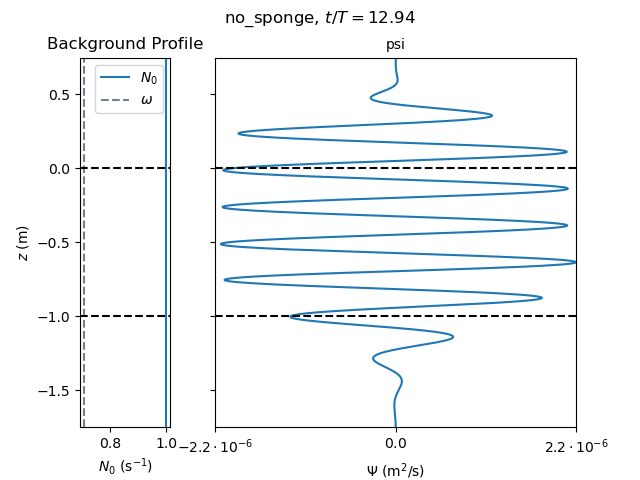 no_sponge, t/T = 12.94
Background Profile
psi
N₀
ω
0.5
0.0
−0.5
−1.0
−1.5
z (m)
0.8
1.0
−2.2 · 10⁻⁶
0.0
2.2 · 10⁻⁶
N₀ (s⁻¹)
Ψ (m²/s)